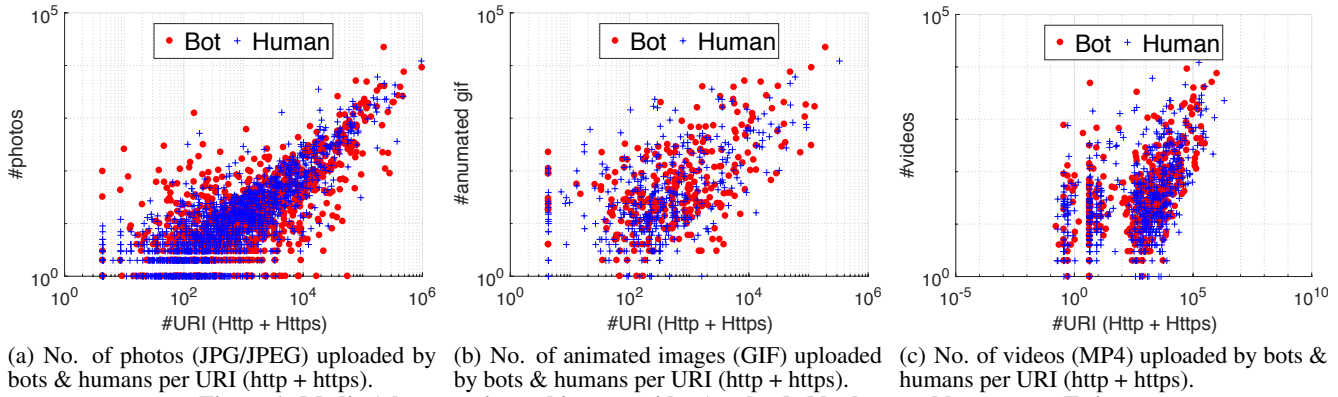 10^5
Bot + Human
#photos
10^0
10^0 10^2 10^4 10^6
#URI (Http + Https)
(a) No. of photos (JPG/JPEG) uploaded by
bots & humans per URI (http + https).
10^5
Bot + Human
#anumated gif
10^0
10^0 10^2 10^4 10^6
#URI (Http + Https)
(b) No. of animated images (GIF) uploaded
by bots & humans per URI (http + https).
10^5
Bot + Human
#videos
10^0
10^-5 10^0 10^5 10^10
#URI (Http + Https)
(c) No. of videos (MP4) uploaded by bots &
humans per URI (http + https).